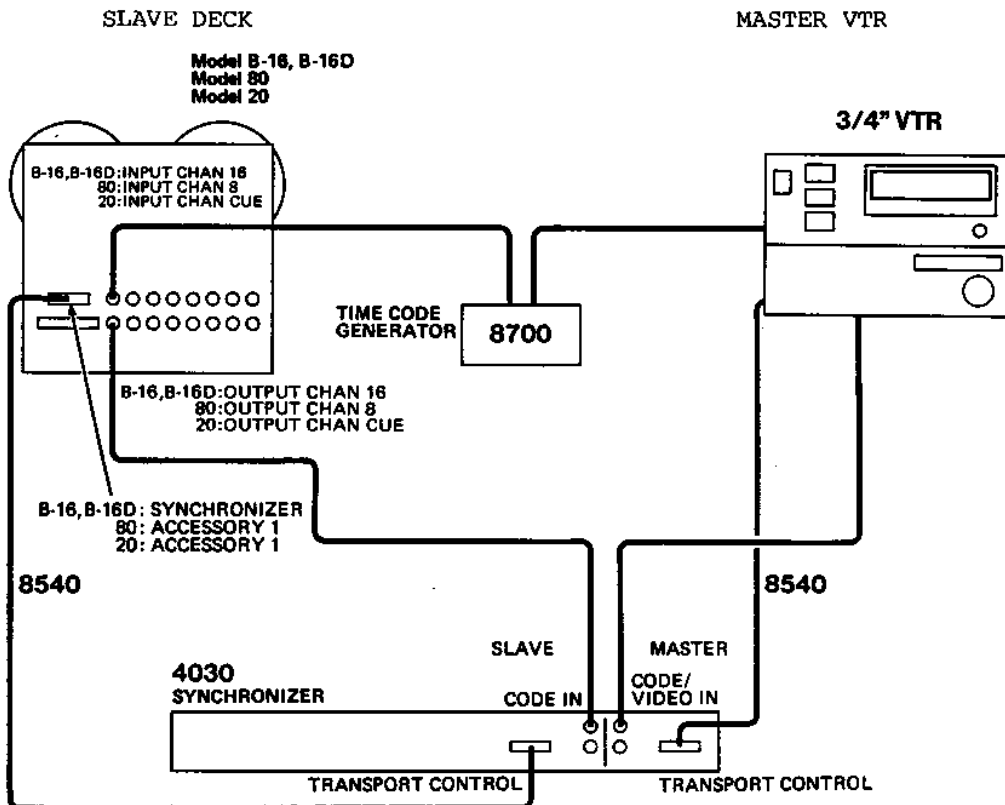 SLAVE DECK
MASTER VTR
Model B-16, B-16D
Model 80
Model 20
3/4" VTR
B-16,B-16D:INPUT CHAN 16
80:INPUT CHAN 8
20:INPUT CHAN CUE
TIME CODE
GENERATOR
8700
B-16,B-16D:OUTPUT CHAN 16
80:OUTPUT CHAN 8
20:OUTPUT CHAN CUE
B-16,B-16D: SYNCHRONIZER
80: ACCESSORY 1
20: ACCESSORY 1
8540
8540
SLAVE
MASTER
4030
SYNCHRONIZER
CODE IN
CODE/
VIDEO IN
TRANSPORT CONTROL
TRANSPORT CONTROL